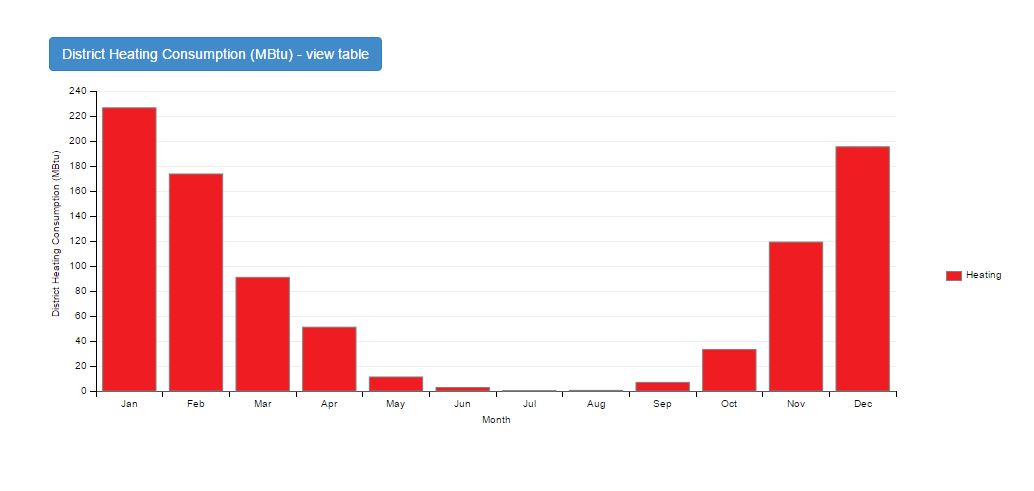 District Heating Consumption (MBtu) - view table
240
220
200
180
160
140
120
100
80
60
40
20
0
District Heating Consumption (MBtu)
Jan Feb Mar Apr May Jun Jul Aug Sep Oct Nov Dec
Month
Heating